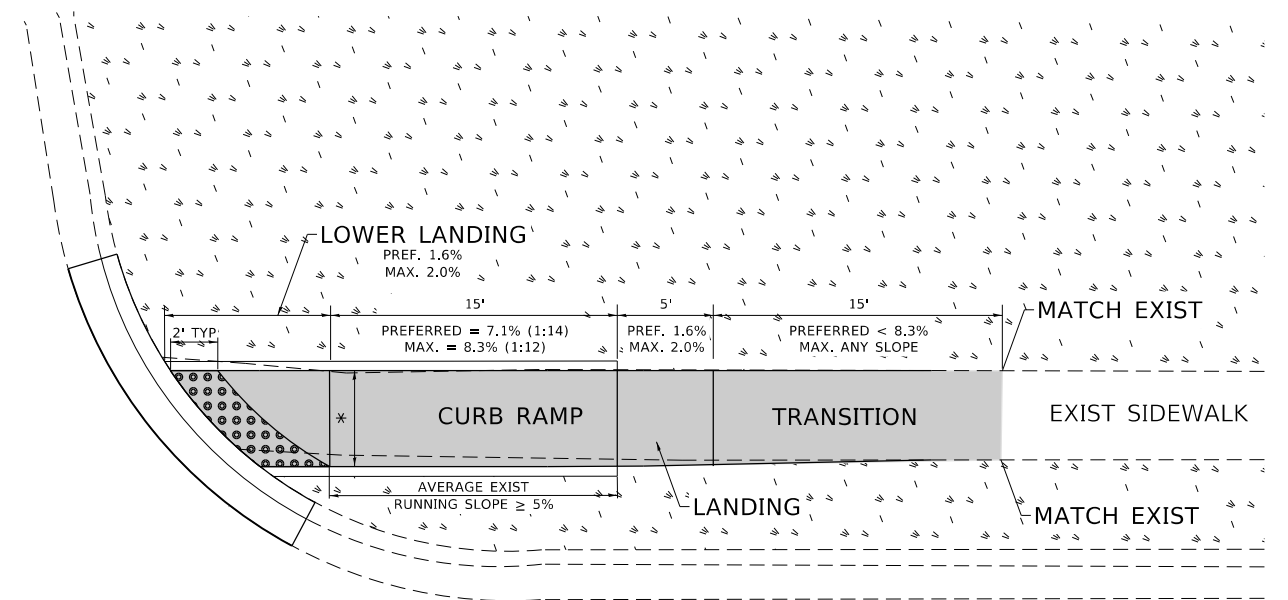 LOWER LANDING
PREF. 1.6%
MAX. 2.0%
15'
5'
15'
MATCH EXIST
2' TYP
PREFERRED = 7.1% (1:14)
MAX. = 8.3% (1:12)
PREF. 1.6%
MAX. 2.0%
PREFERRED < 8.3%
MAX. ANY SLOPE
*
CURB RAMP
TRANSITION
EXIST SIDEWALK
AVERAGE EXIST
RUNNING SLOPE ≥ 5%
LANDING
MATCH EXIST